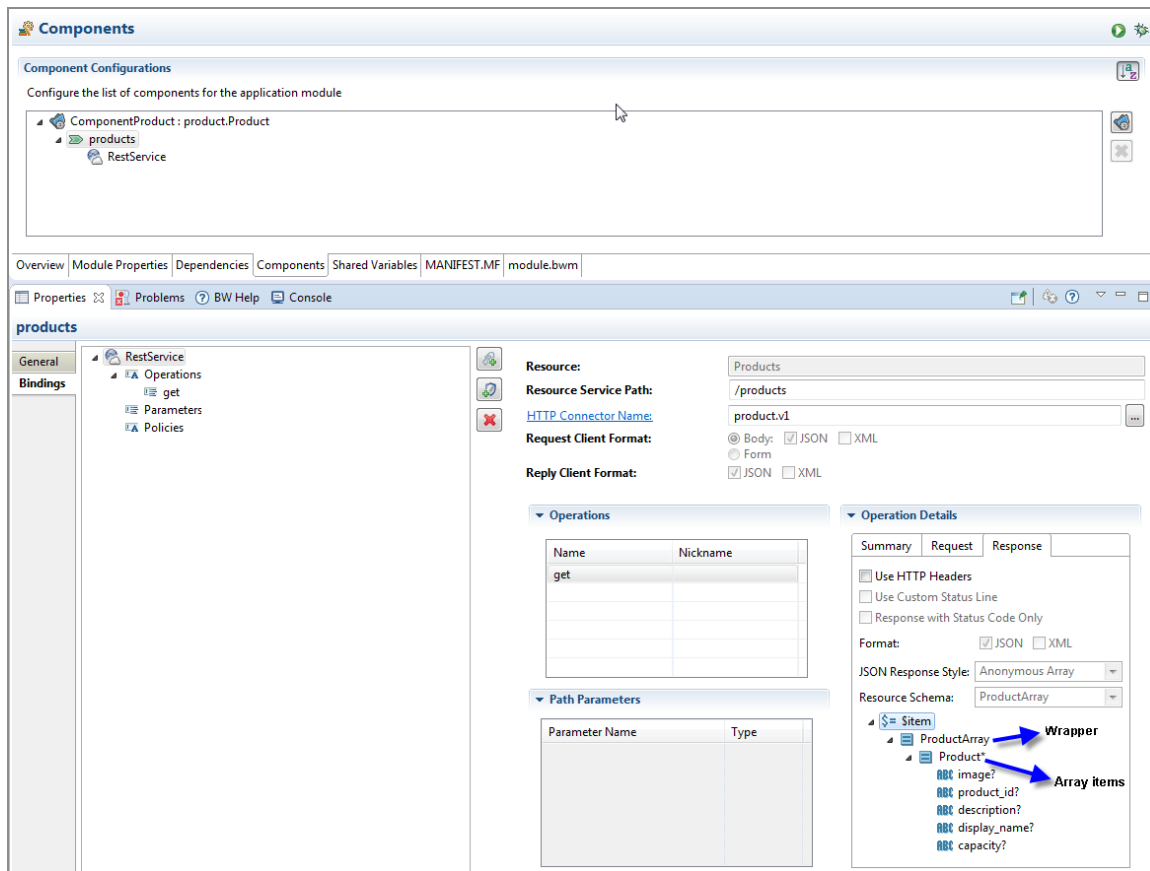 Components
Component Configurations
Configure the list of components for the application module
ComponentProduct : product.Product
products
RestService
Overview Module Properties Dependencies Components Shared Variables MANIFEST.MF module.bwm
Properties Problems BW Help Console
products
General
Bindings
RestService
Operations
get
Parameters
Policies
Resource: Products
Resource Service Path: /products
HTTP Connector Name: product.v1 ...
Request Client Format: Body: JSON XML
Form
Reply Client Format: JSON XML
Operations
Name Nickname
get
Path Parameters
Parameter Name Type
Operation Details
Summary Request Response
Use HTTP Headers
Use Custom Status Line
Response with Status Code Only
Format: JSON XML
JSON Response Style: Anonymous Array
Resource Schema: ProductArray
$= $item
ProductArray Wrapper
Product* Array items
ABC image?
ABC product_id?
ABC description?
ABC display_name?
ABC capacity?